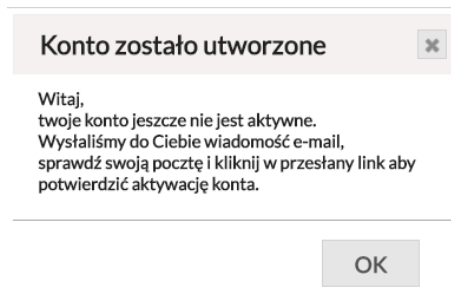 Konto zostało utworzone
Witaj,
twoje konto jeszcze nie jest aktywne.
Wysłaliśmy do Ciebie wiadomość e-mail,
sprawdź swoją pocztę i kliknij w przesłany link aby
potwierdzić aktywację konta.
OK